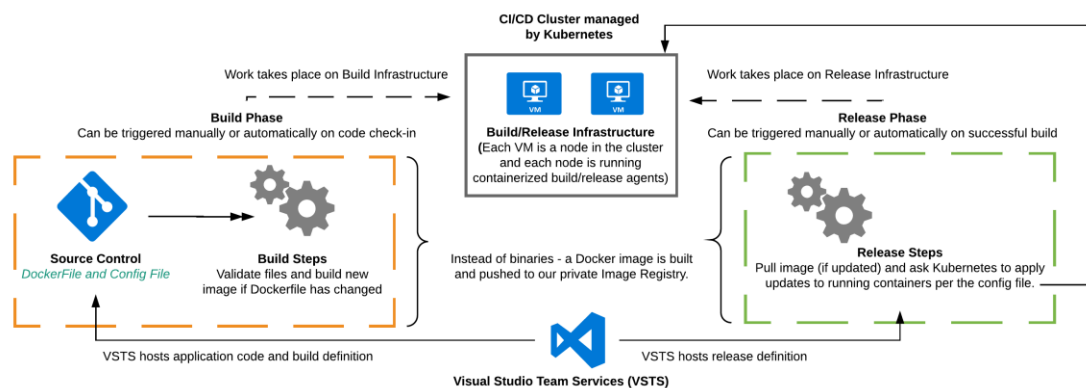 CI/CD Cluster managed
by Kubernetes
Work takes place on Build Infrastructure
Work takes place on Release Infrastructure
VM
VM
Build Phase
Can be triggered manually or automatically on code check-in
Build/Release Infrastructure
(Each VM is a node in the cluster
and each node is running
containerized build/release agents)
Release Phase
Can be triggered manually or automatically on successful build
Source Control
DockerFile and Config File
Build Steps
Validate files and build new
image if Dockerfile has changed
Instead of binaries - a Docker image is built
and pushed to our private Image Registry.
Release Steps
Pull image (if updated) and ask Kubernetes to apply
updates to running containers per the config file.
VSTS hosts application code and build definition
VSTS hosts release definition
Visual Studio Team Services (VSTS)